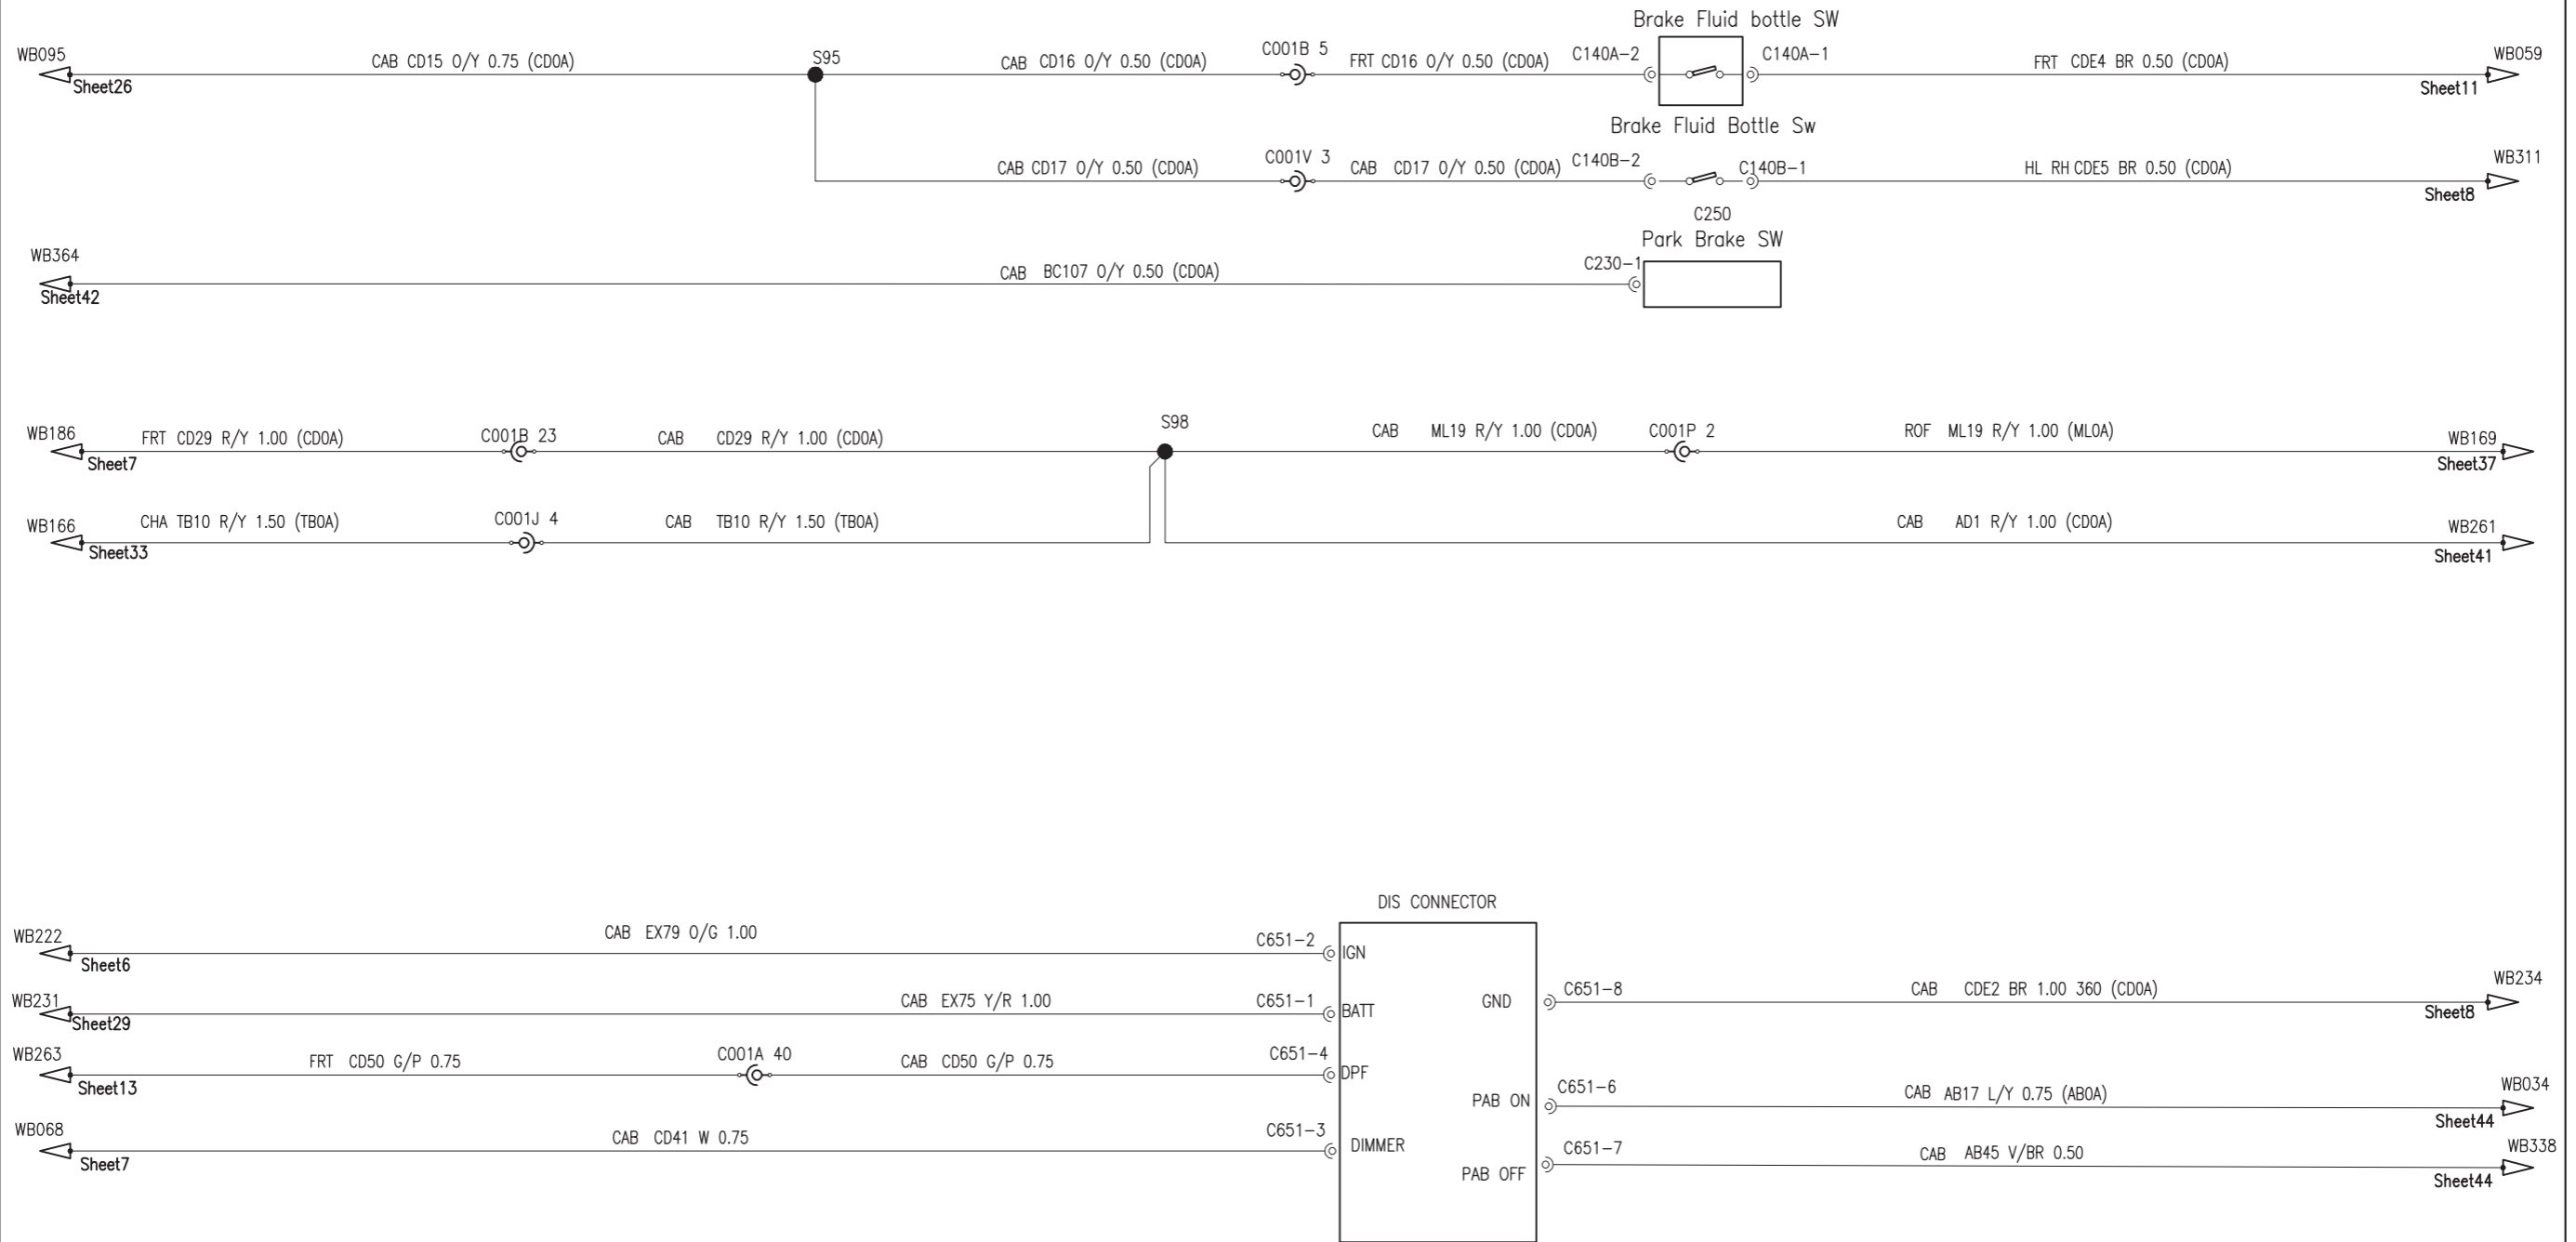 Brake Fluid bottle SW
WB095
CAB CD15 O/Y 0.75 (CD0A)
S95
CAB CD16 O/Y 0.50 (CD0A)
C001B 5
FRT CD16 O/Y 0.50 (CD0A)
C140A-2
C140A-1
FRT CDE4 BR 0.50 (CD0A)
WB059
Sheet26
Sheet11
Brake Fluid Bottle Sw
CAB CD17 O/Y 0.50 (CD0A)
C001V 3
CAB CD17 O/Y 0.50 (CD0A)
C140B-2
C140B-1
HL RH CDE5 BR 0.50 (CD0A)
WB311
Sheet8
C250
Park Brake SW
WB364
CAB BC107 O/Y 0.50 (CD0A)
C230-1
Sheet42
WB186
FRT CD29 R/Y 1.00 (CD0A)
C001B 23
CAB CD29 R/Y 1.00 (CD0A)
S98
CAB ML19 R/Y 1.00 (CD0A)
C001P 2
ROF ML19 R/Y 1.00 (ML0A)
WB169
Sheet7
Sheet37
WB166
CHA TB10 R/Y 1.50 (TB0A)
C001J 4
CAB TB10 R/Y 1.50 (TB0A)
CAB AD1 R/Y 1.00 (CD0A)
WB261
Sheet33
Sheet41
DIS CONNECTOR
WB222
CAB EX79 O/G 1.00
C651-2
IGN
Sheet6
WB231
CAB EX75 Y/R 1.00
C651-1
BATT
GND
C651-8
CAB CDE2 BR 1.00 360 (CD0A)
WB234
Sheet29
Sheet8
WB263
FRT CD50 G/P 0.75
C001A 40
CAB CD50 G/P 0.75
C651-4
DPF
Sheet13
PAB ON
C651-6
CAB AB17 L/Y 0.75 (AB0A)
WB034
Sheet44
WB068
CAB CD41 W 0.75
C651-3
DIMMER
Sheet7
PAB OFF
C651-7
CAB AB45 V/BR 0.50
WB338
Sheet44